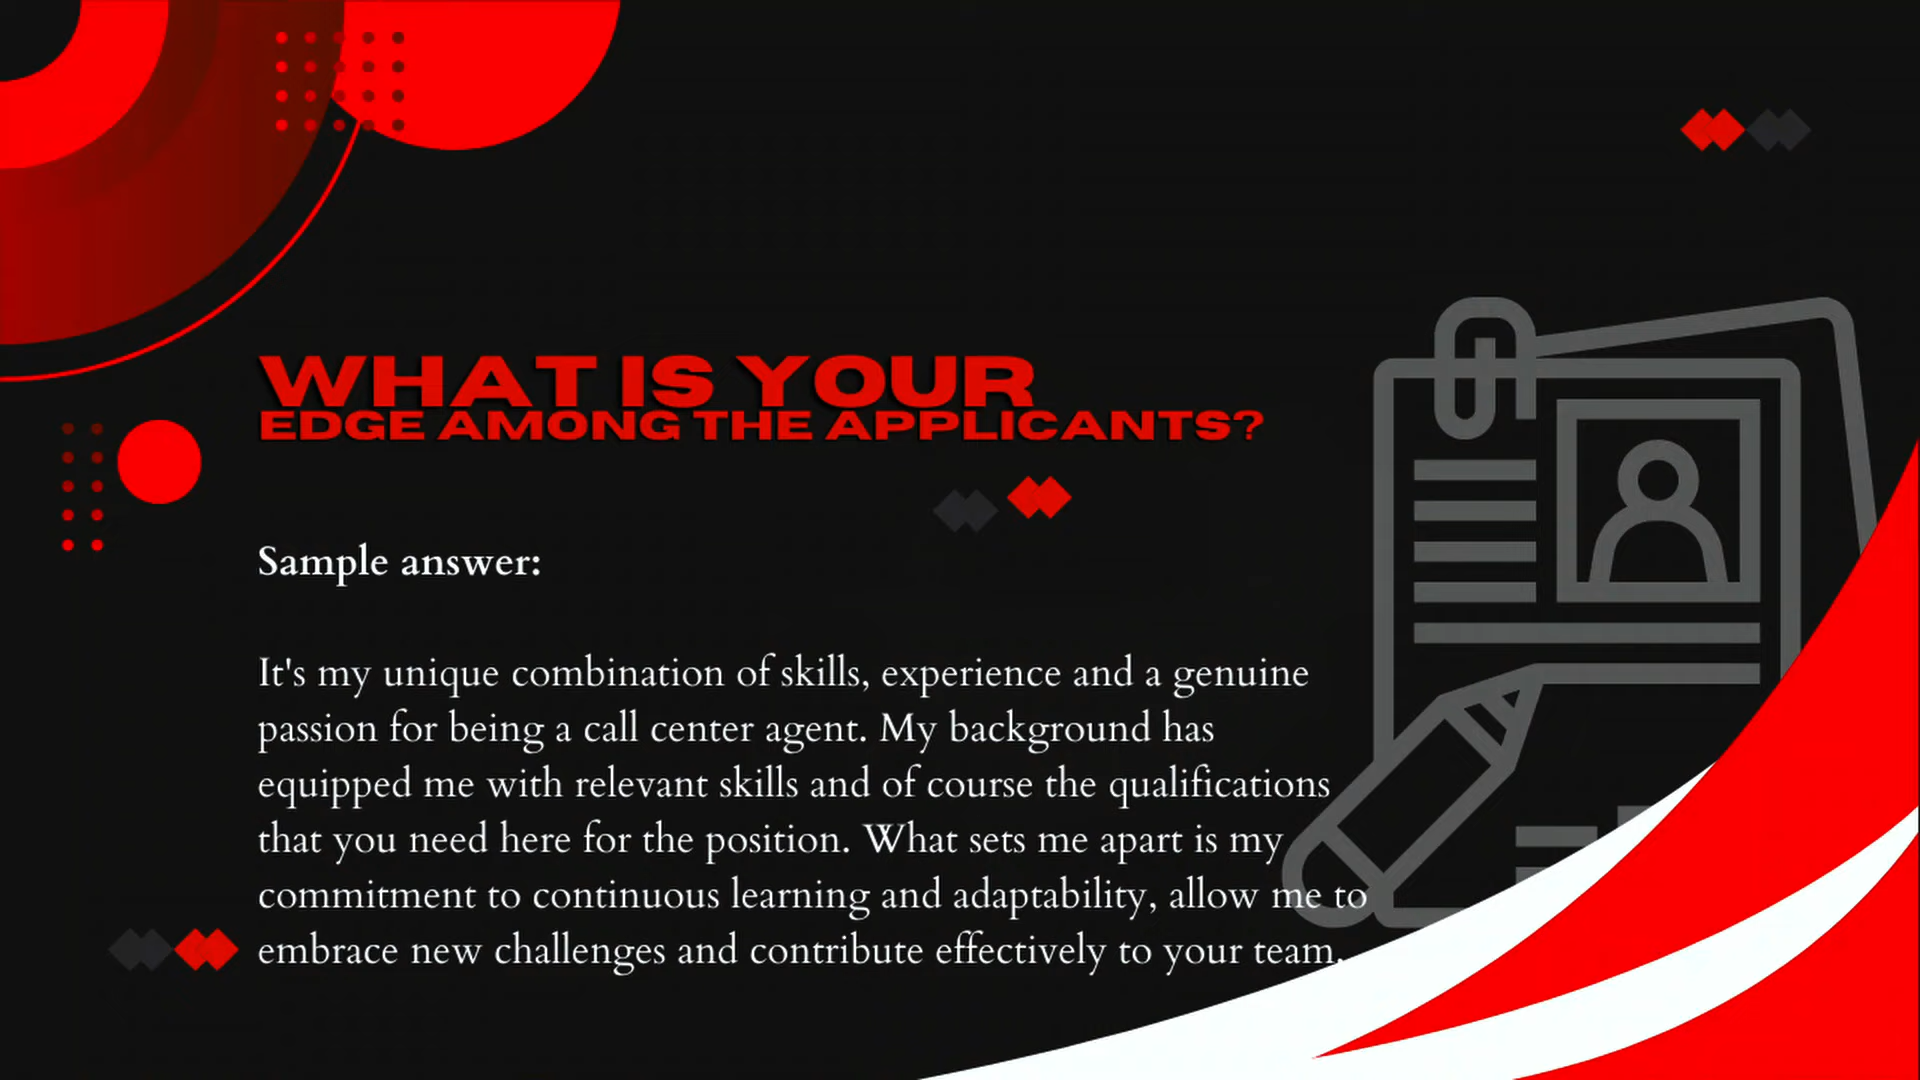 WHAT IS YOUR
EDGE AMONG THE APPLICANTS?
Sample answer:
It's my unique combination of skills, experience and a genuine
passion for being a call center agent. My background has
equipped me with relevant skills and of course the qualifications
that you need here for the position. What sets me apart is my
commitment to continuous learning and adaptability, allow me to
embrace new challenges and contribute effectively to your team.